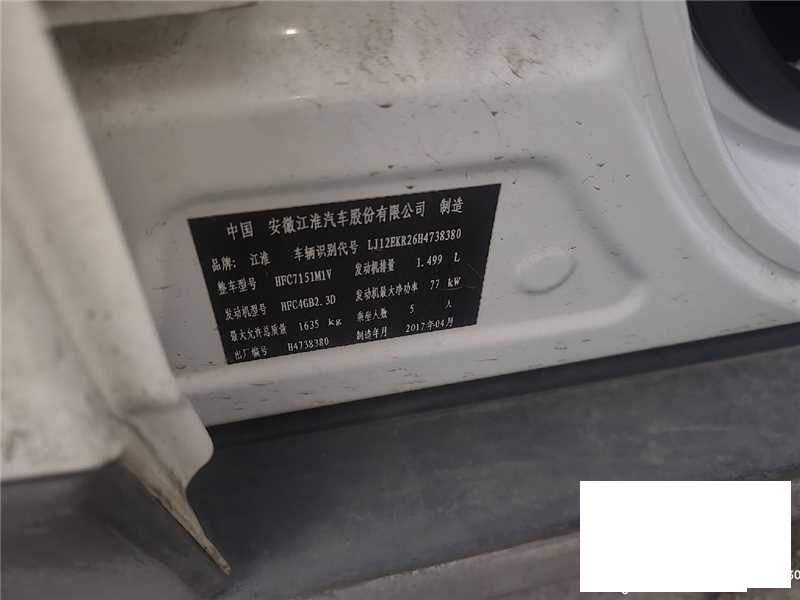 中国 安徽江淮汽车股份有限公司 制造
品牌: 江淮 车辆识别代号 LJ12EKR26H4738380
整车型号 HFC7151M1V 发动机排量 1.499 L
发动机型号 HFC4GB2.3D 发动机最大净功率 77 kW
最大允许总质量 1635 kg 乘坐人数 5 人
出厂编号 H4738380 制造年月 2017年04月